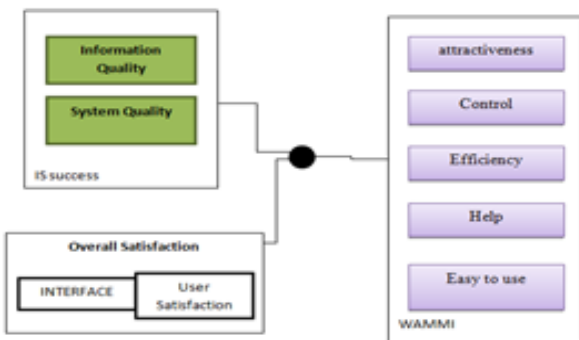 Information
Quality
System Quality
IS success
Overall Satisfaction
INTERFACE
User
Satisfaction
attractiveness
Control
Efficiency
Help
Easy to use
WAMMI